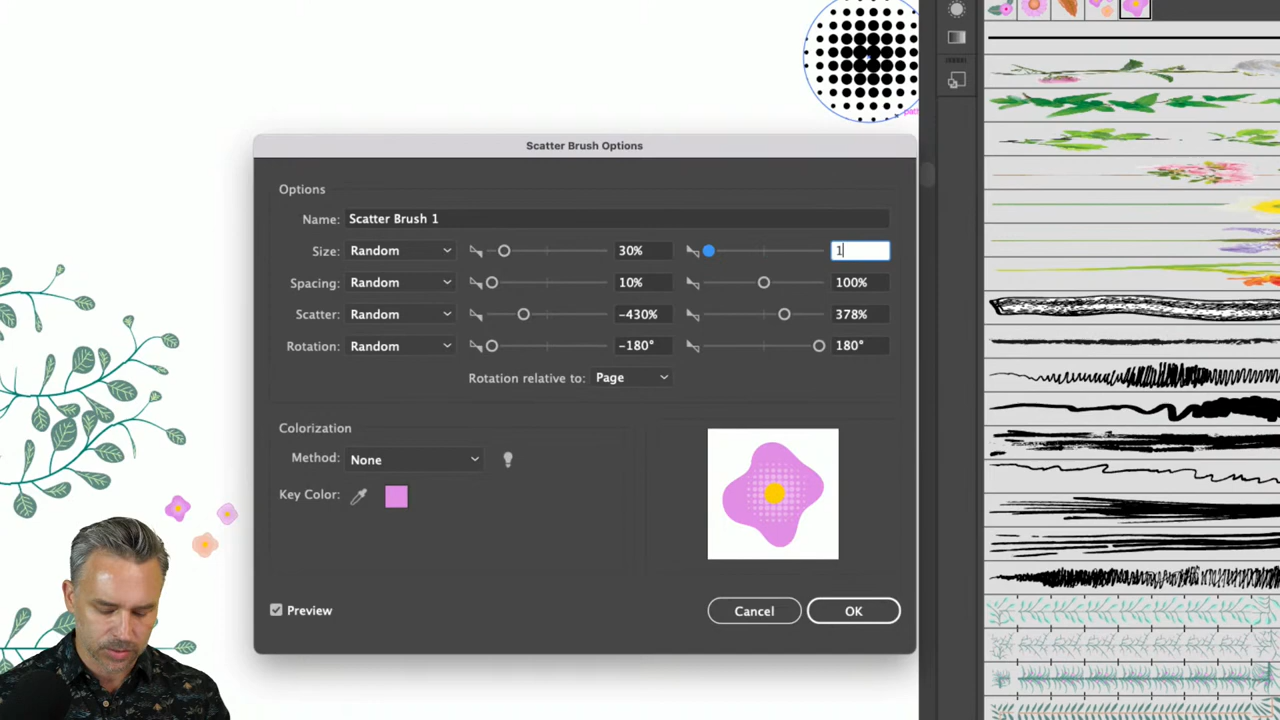 Scatter Brush Options
Options
Name: Scatter Brush 1
Size: Random 30% 1
Spacing: Random 10% 100%
Scatter: Random −430% 378%
Rotation: Random −180° 180°
Rotation relative to: Page
Colorization
Method: None
Key Color:
Preview Cancel OK